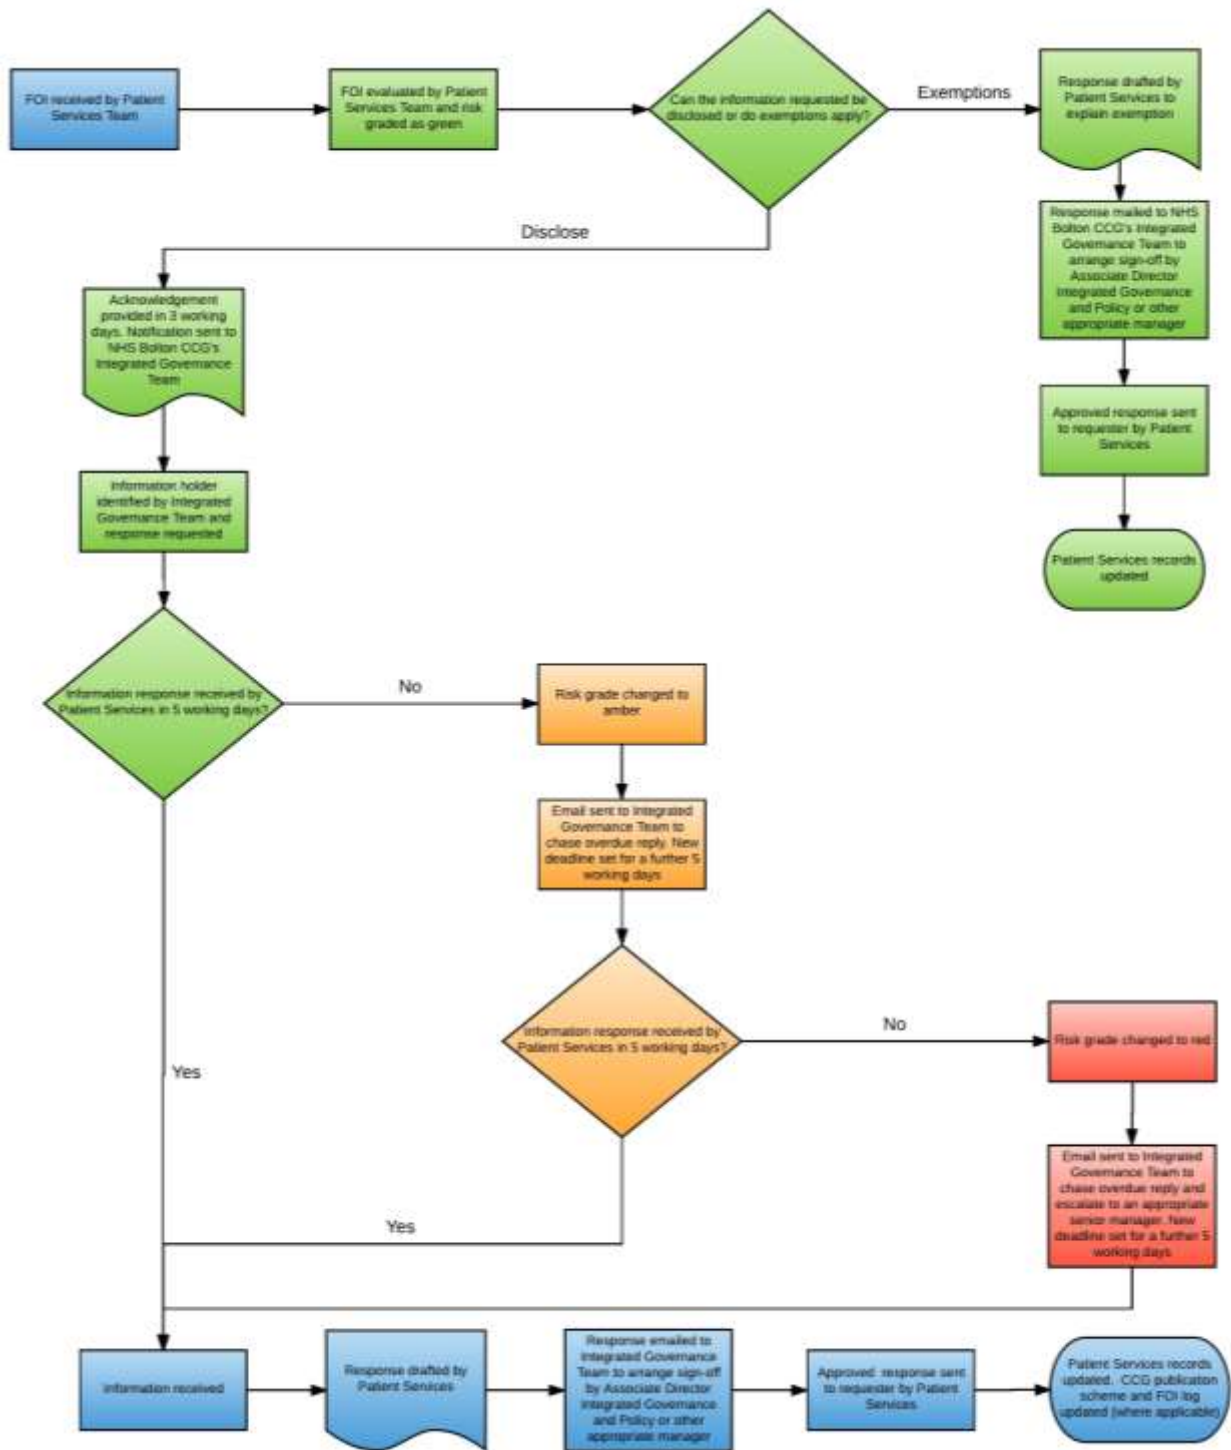 FOI received by Patient
Services Team
FOI evaluated by Patient
Services Team and risk
graded as green
Can the information requested be
disclosed or do exemptions apply?
Exemptions
Response drafted by
Patient Services to
explain exemption
Response mailed to NHS
Bolton CCG's Integrated
Governance Team to
arrange sign-off by
Associate Director
Integrated Governance
and Policy or other
appropriate manager
Approved response sent
to requester by Patient
Services
Patient Services records
updated
Disclose
Acknowledgement
provided in 3 working
days. Notification sent to
NHS Bolton CCG's
Integrated Governance
Team
Information holder
identified by Integrated
Governance Team and
response requested
Information response received by
Patient Services in 5 working days?
No
Risk grade changed to
amber
Email sent to Integrated
Governance Team to
chase overdue reply. New
deadline set for a further 5
working days
Information response received by
Patient Services in 5 working days?
No
Risk grade changed to red
Email sent to Integrated
Governance Team to
chase overdue reply and
escalate to an appropriate
senior manager. New
deadline set for a further 5
working days
Yes
Yes
Information received
Response drafted by
Patient Services
Response emailed to
Integrated Governance
Team to arrange sign-off
by Associate Director
Integrated Governance
and Policy or other
appropriate manager
Approved response sent
to requester by Patient
Services
Patient Services records
updated. CCG publication
scheme and FOI log
updated (where applicable)